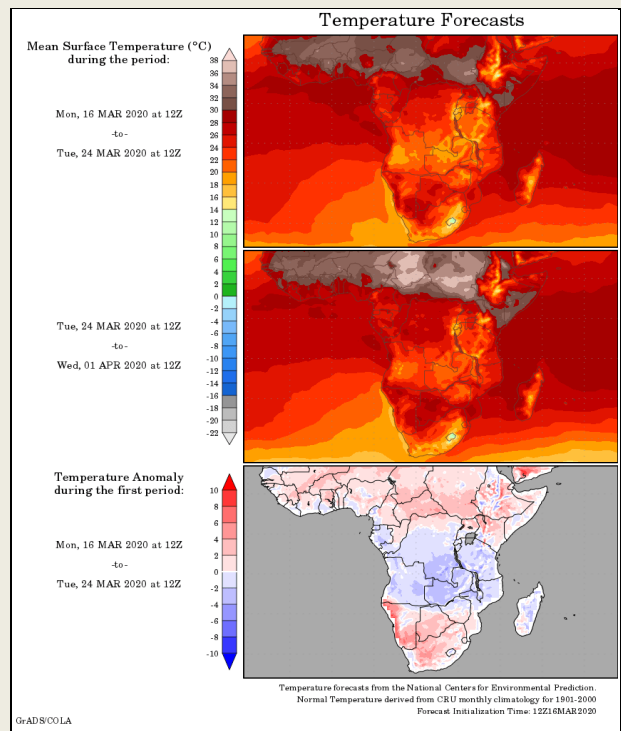 Temperature Forecasts
Mean Surface Temperature (°C)
during the period:
Mon, 16 MAR 2020 at 12Z
-to-
Tue, 24 MAR 2020 at 12Z
38
36
34
32
30
28
26
24
22
20
18
16
14
12
10
8
6
4
2
0
-2
-4
-6
-8
-10
-12
-14
-16
-18
-20
-22
Tue, 24 MAR 2020 at 12Z
-to-
Wed, 01 APR 2020 at 12Z
Temperature Anomaly
during the first period:
Mon, 16 MAR 2020 at 12Z
-to-
Tue, 24 MAR 2020 at 12Z
10
8
6
4
2
0
-2
-4
-6
-8
-10
Temperature forecasts from the National Centers for Environmental Prediction.
Normal Temperature derived from CRU monthly climatology for 1901-2000
Forecast Initialization Time: 12Z16MAR2020
GrADS/COLA